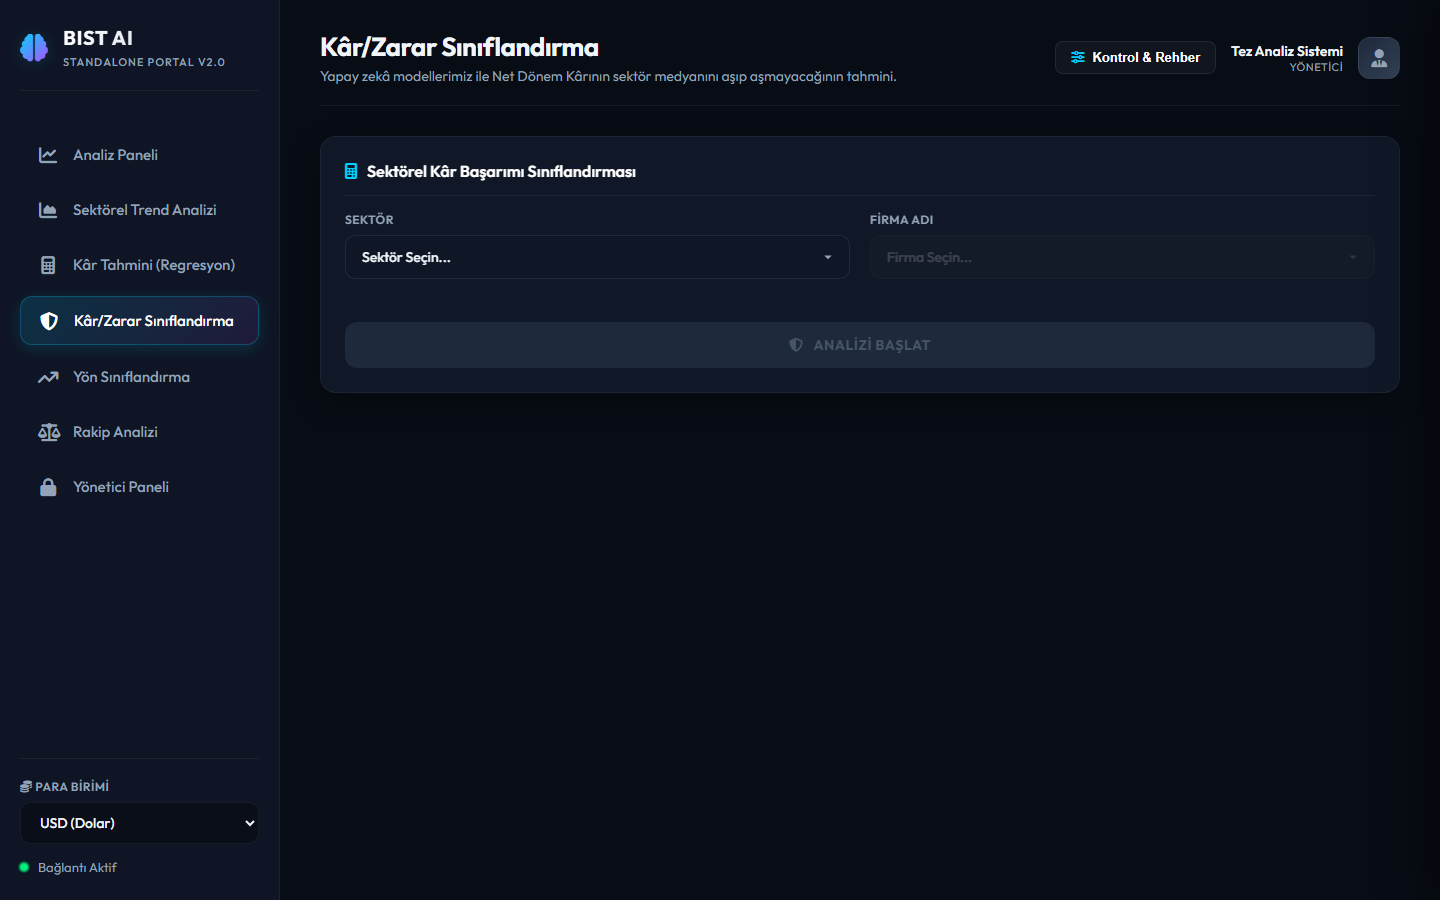 BIST AI
STANDALONE PORTAL V2.0
Analiz Paneli
Sektörel Trend Analizi
Kâr Tahmini (Regresyon)
Kâr/Zarar Sınıflandırma
Yön Sınıflandırma
Rakip Analizi
Yönetici Paneli
PARA BİRİMİ
USD (Dolar)
Bağlantı Aktif
Kâr/Zarar Sınıflandırma
Yapay zekâ modellerimiz ile Net Dönem Kârının sektör medyanını aşıp aşmayacağının tahmini.
Kontrol & Rehber
Tez Analiz Sistemi
YÖNETİCİ
Sektörel Kâr Başarımı Sınıflandırması
SEKTÖR
FİRMA ADI
Sektör Seçin...
Firma Seçin...
ANALİZİ BAŞLAT